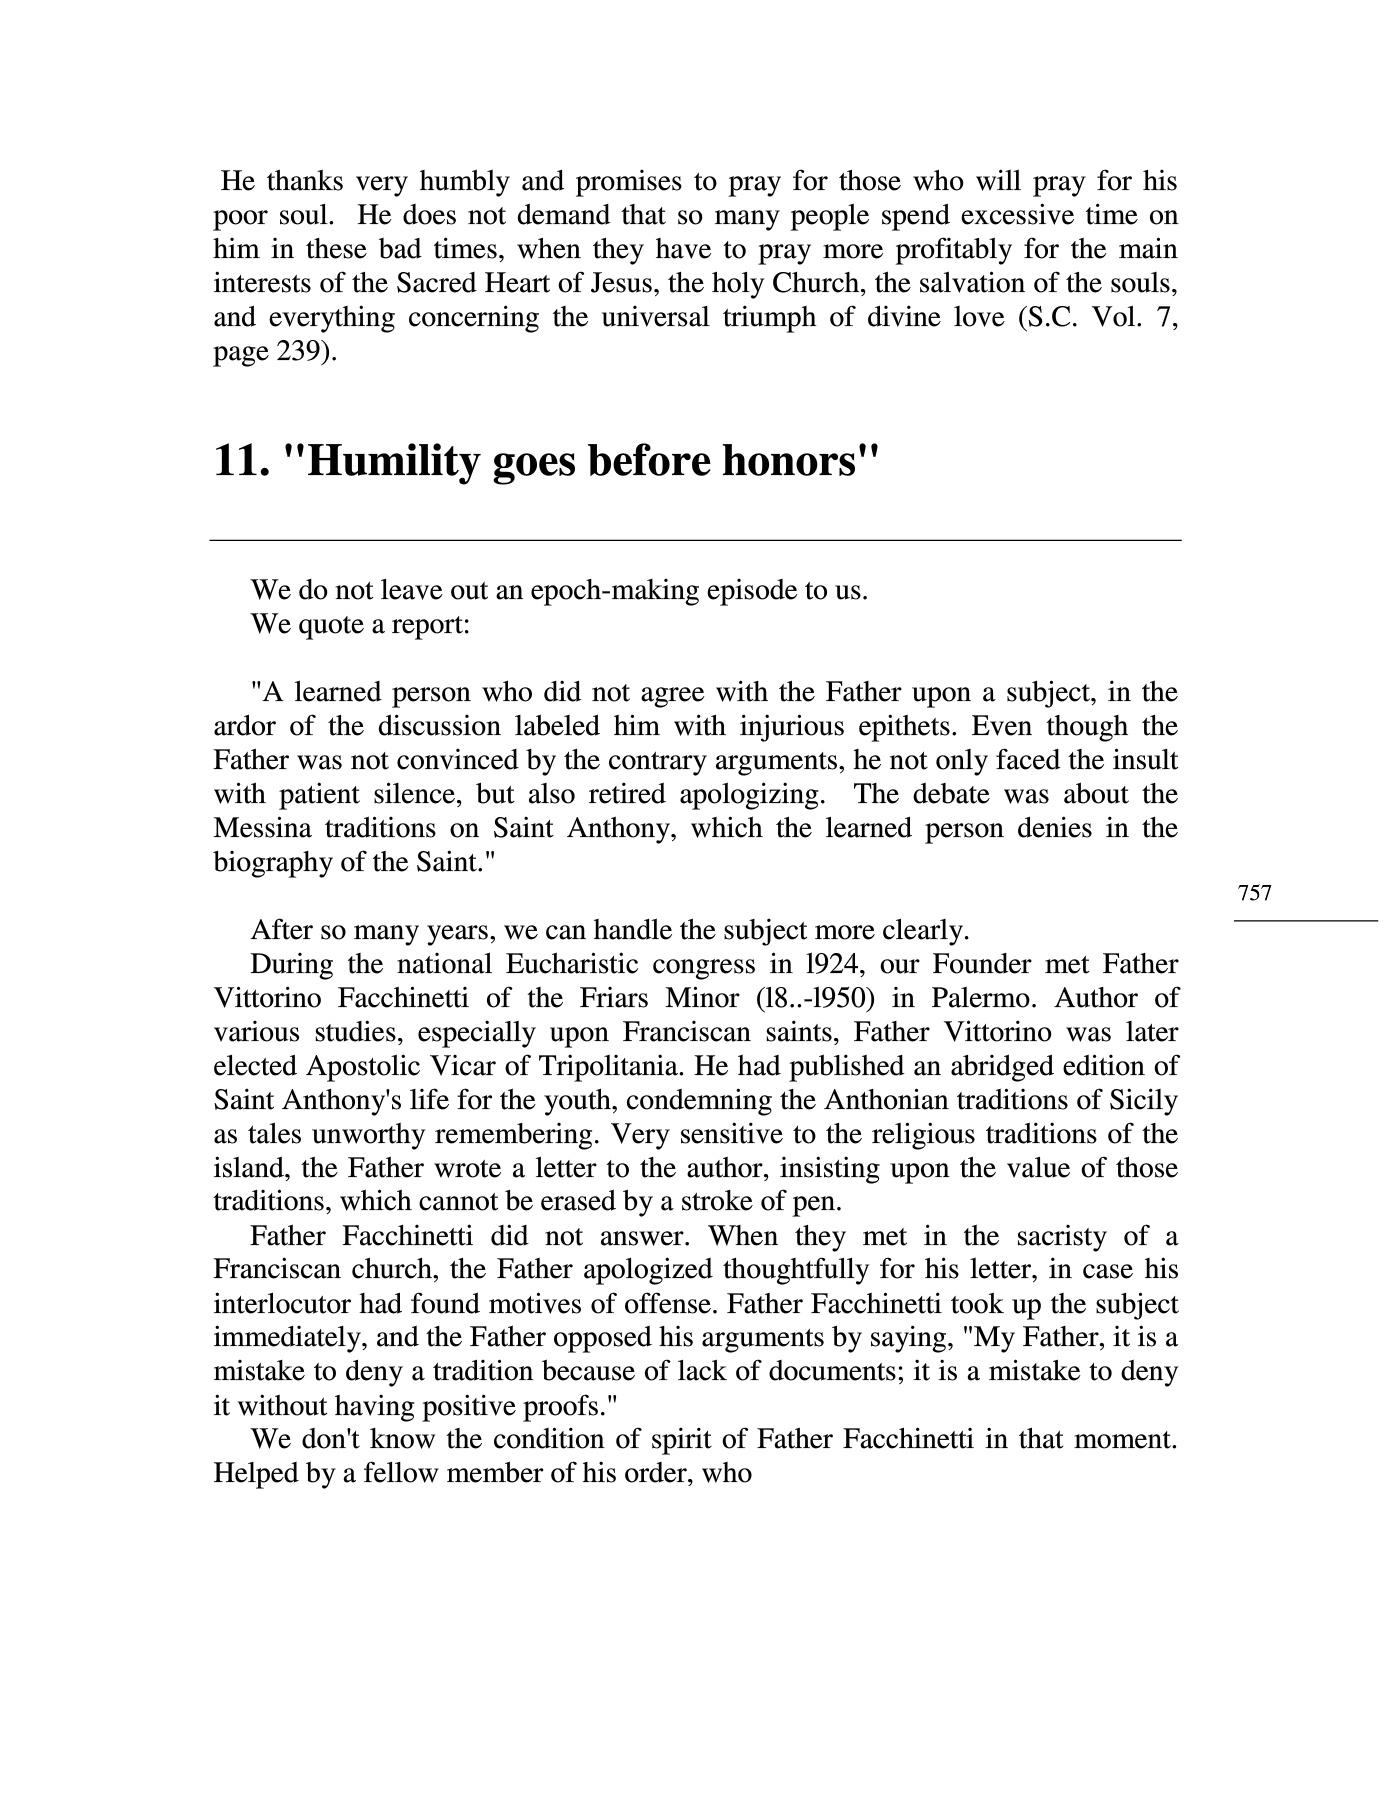 He thanks very humbly and promises to pray for those who will pray for his
poor soul.  He does not demand that so many people spend excessive time on
him in these bad times, when they have to pray more profitably for the main
interests of the Sacred Heart of Jesus, the holy Church, the salvation of the souls,
and everything concerning the universal triumph of divine love (S.C. Vol. 7,
page 239).
11. "Humility goes before honors"
We do not leave out an epoch-making episode to us.
We quote a report:
"A learned person who did not agree with the Father upon a subject, in the
ardor of the discussion labeled him with injurious epithets. Even though the
Father was not convinced by the contrary arguments, he not only faced the insult
with patient silence, but also retired apologizing.  The debate was about the
Messina traditions on Saint Anthony, which the learned person denies in the
biography of the Saint."
757
After so many years, we can handle the subject more clearly.
During the national Eucharistic congress in l924, our Founder met Father
Vittorino Facchinetti of the Friars Minor (l8..-l950) in Palermo. Author of
various studies, especially upon Franciscan saints, Father Vittorino was later
elected Apostolic Vicar of Tripolitania. He had published an abridged edition of
Saint Anthony's life for the youth, condemning the Anthonian traditions of Sicily
as tales unworthy remembering. Very sensitive to the religious traditions of the
island, the Father wrote a letter to the author, insisting upon the value of those
traditions, which cannot be erased by a stroke of pen.
Father Facchinetti did not answer. When they met in the sacristy of a
Franciscan church, the Father apologized thoughtfully for his letter, in case his
interlocutor had found motives of offense. Father Facchinetti took up the subject
immediately, and the Father opposed his arguments by saying, "My Father, it is a
mistake to deny a tradition because of lack of documents; it is a mistake to deny
it without having positive proofs."
We don't know the condition of spirit of Father Facchinetti in that moment.
Helped by a fellow member of his order, who